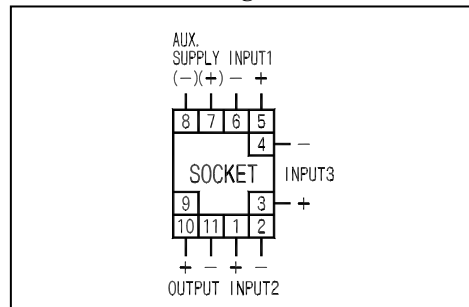 AUX.
SUPPLY INPUT1
(−)(+) − +
8 7 6 5
4 −
SOCKET INPUT3
9 3 +
10 11 1 2
+ − + −
OUTPUT INPUT2